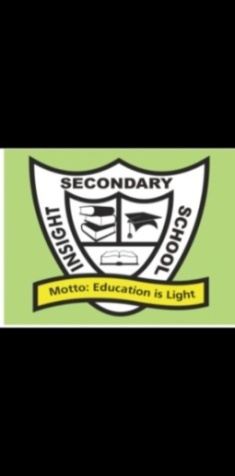 INSIGHT
SECONDARY
SCHOOL
Motto: Education is Light